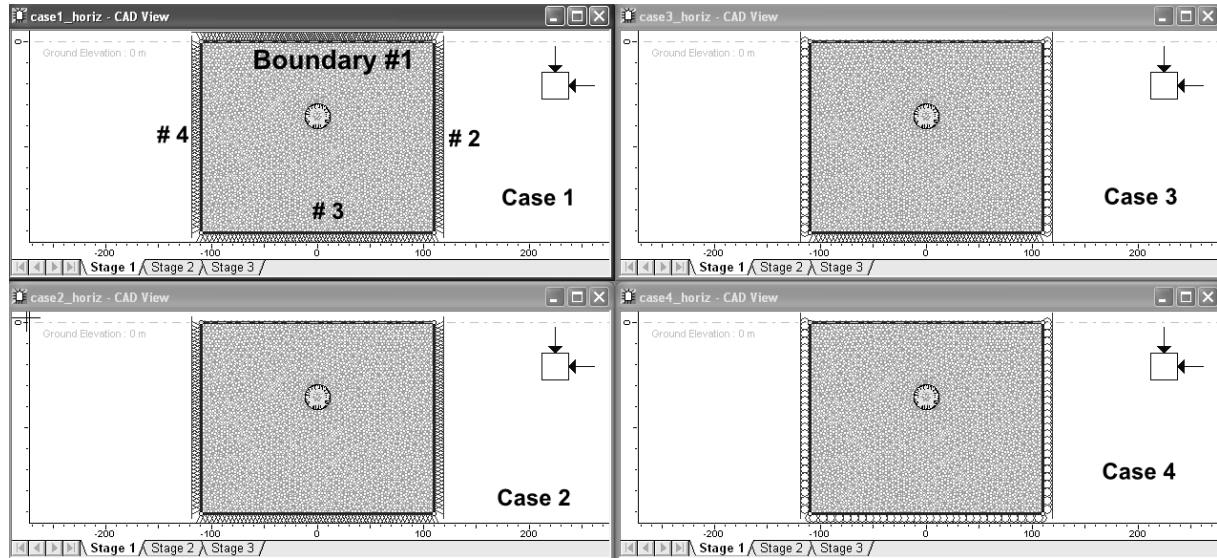 case1_horiz - CAD View
0
Ground Elevation : 0 m
Boundary #1
# 4
# 2
# 3
Case 1
-200 -100 0 100 200
Stage 1 Stage 2 Stage 3
case3_horiz - CAD View
0
Ground Elevation : 0 m
Case 3
-200 -100 0 100 200
Stage 1 Stage 2 Stage 3
case2_horiz - CAD View
0
Ground Elevation : 0 m
Case 2
-200 -100 0 100 200
Stage 1 Stage 2 Stage 3
case4_horiz - CAD View
0
Ground Elevation : 0 m
Case 4
-200 -100 0 100 200
Stage 1 Stage 2 Stage 3